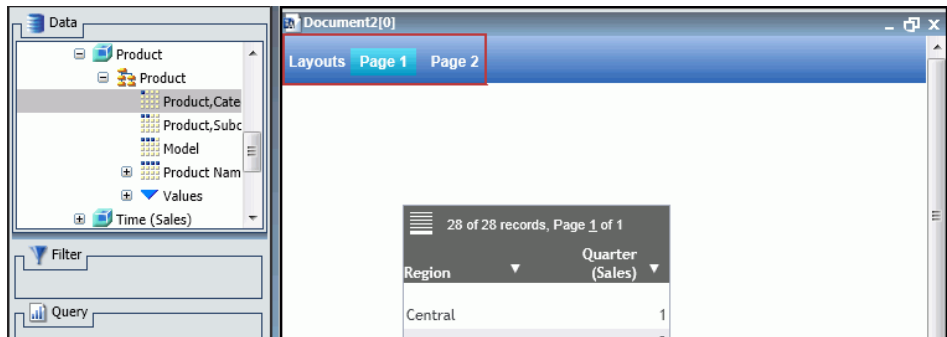 Data
Product
Product
Product,Cate
Product,Subc
Model
Product Nam
Values
Time (Sales)
Filter
Query
Document2[0]
Layouts Page 1 Page 2
28 of 28 records, Page 1 of 1
Region
Quarter
(Sales)
Central 1